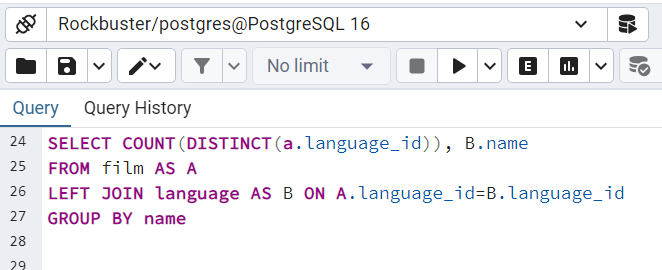 Rockbuster/postgres@PostgreSQL 16
No limit
E
Query Query History
24 SELECT COUNT(DISTINCT(a.language_id)), B.name
25 FROM film AS A
26 LEFT JOIN language AS B ON A.language_id=B.language_id
27 GROUP BY name
28
29